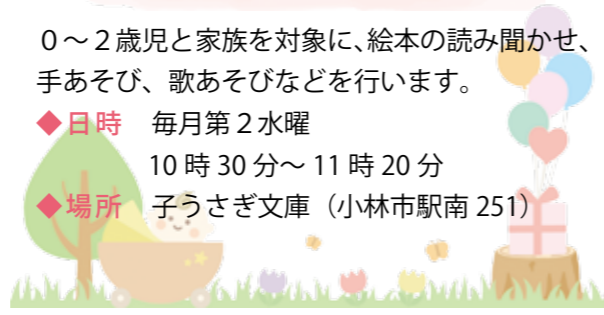 ０～２歳児と家族を対象に、絵本の読み聞かせ、
手あそび、歌あそびなどを行います。
◆日時　毎月第２水曜
10 時 30 分～ 11 時 20 分
◆場所　子うさぎ文庫（小林市駅南 251）